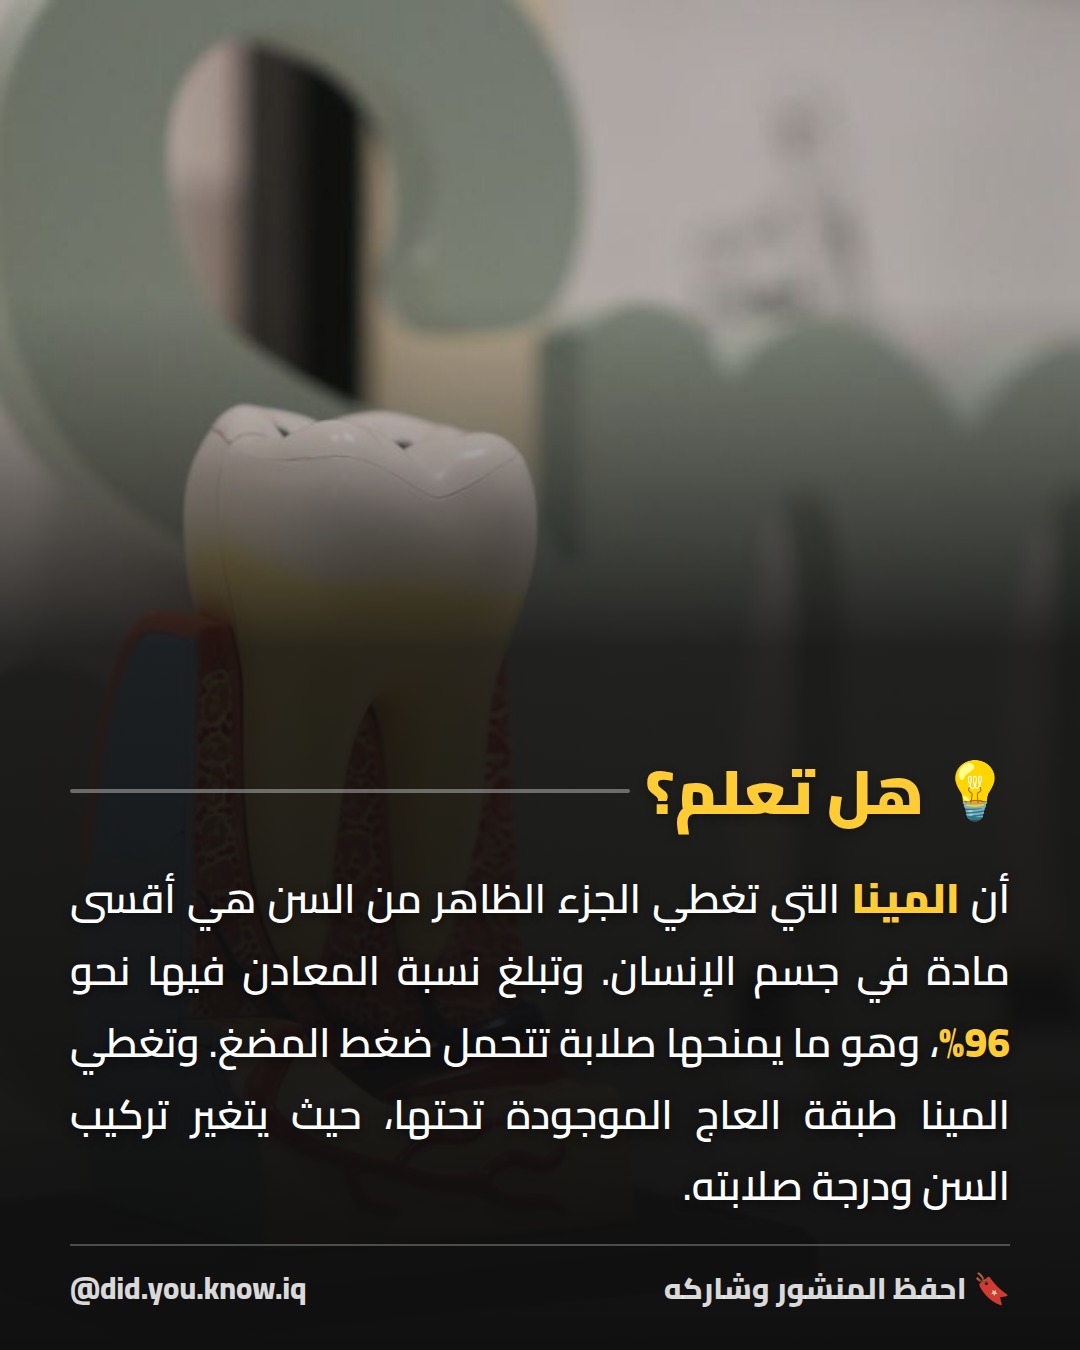 💡 هل تعلم؟
أن المينا التي تغطي الجزء الظاهر من السن هي أقسى
مادة في جسم الإنسان. وتبلغ نسبة المعادن فيها نحو
96%، وهو ما يمنحها صلابة تتحمل ضغط المضغ. وتغطي
المينا طبقة العاج الموجودة تحتها، حيث يتغير تركيب
السن ودرجة صلابته.
🔖 احفظ المنشور وشاركه
@did.you.know.iq